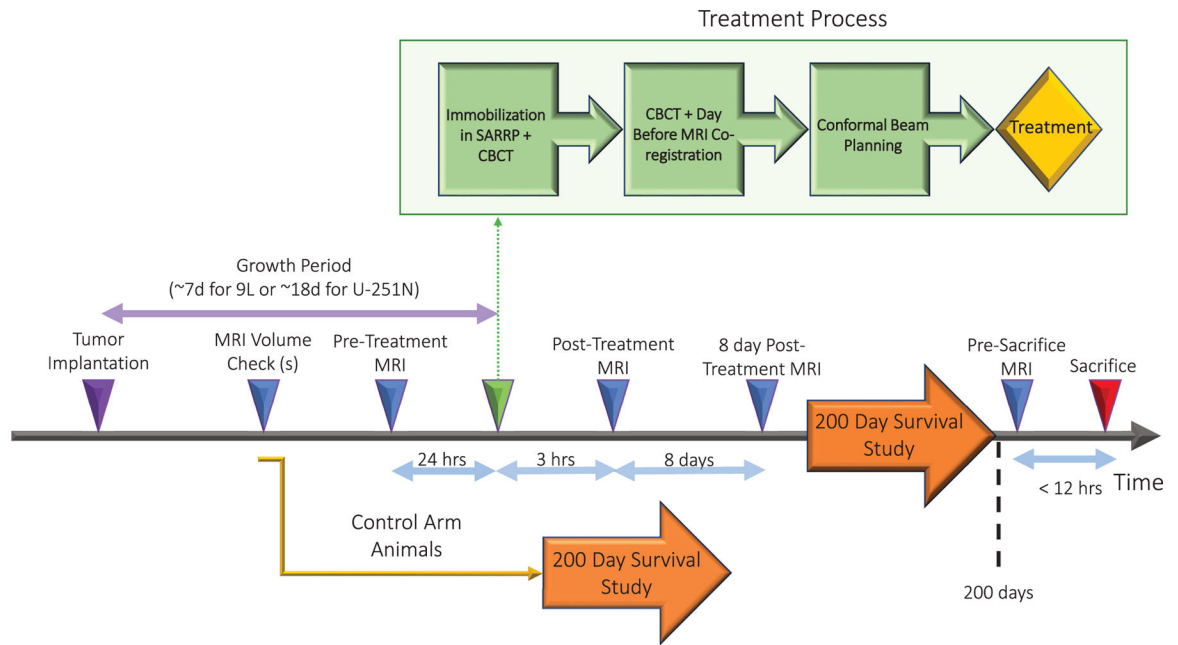 Treatment Process
Immobilization
in SARRP +
CBCT
CBCT + Day
Before MRI Co-
registration
Conformal Beam
Planning
Treatment
Growth Period
(~7d for 9L or ~18d for U-251N)
Tumor
Implantation
MRI Volume
Check (s)
Pre-Treatment
MRI
Post-Treatment
MRI
8 day Post-
Treatment MRI
Pre-Sacrifice
MRI
Sacrifice
200 Day Survival
Study
24 hrs
3 hrs
8 days
< 12 hrs
Time
Control Arm
Animals
200 Day Survival
Study
200 days